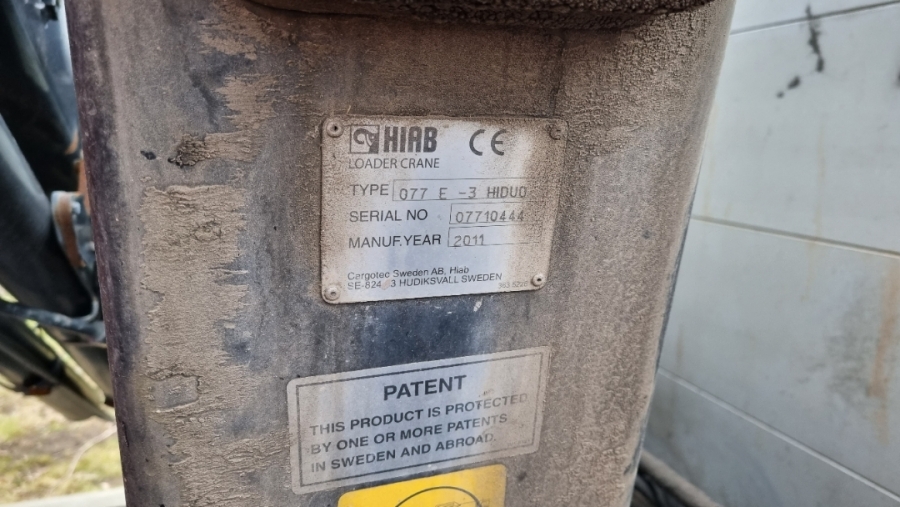 HIAB CE
LOADER CRANE
TYPE 077 E -3 HIDUO
SERIAL NO 07710444
MANUF.YEAR 2011
Cargotec Sweden AB, Hiab
HUDIKSVALL SWEDEN
PATENT
THIS PRODUCT IS PROTECTED
BY ONE OR MORE PATENTS
IN SWEDEN AND ABROAD.